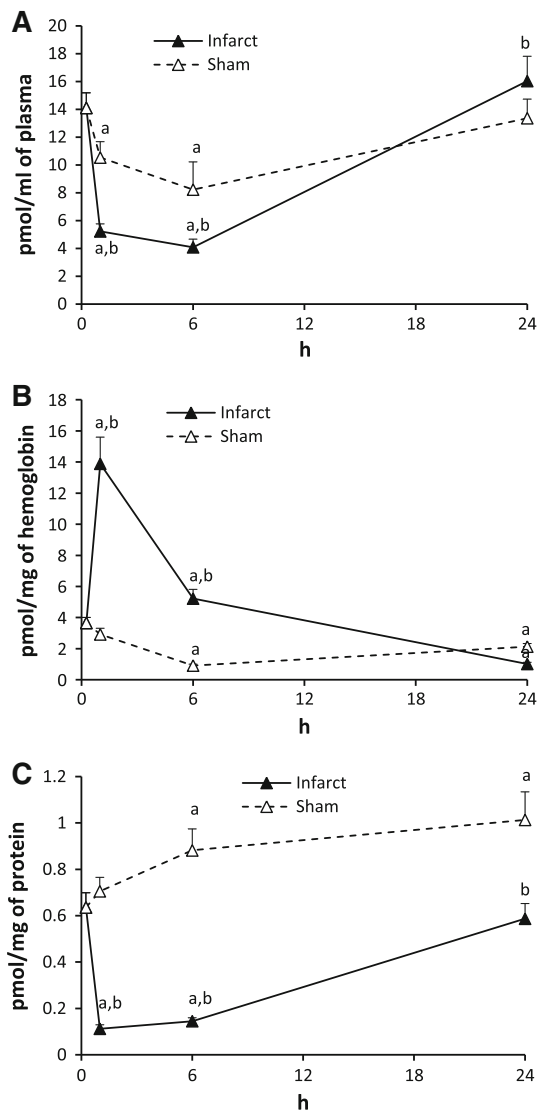 A
pmol/ml of plasma
20
18
16
14
12
10
8
6
4
2
0
Infarct
Sham
a
a
b
a,b
a,b
0 6 12 18 24
h
B
pmol/mg of hemoglobin
18
16
14
12
10
8
6
4
2
0
a,b
Infarct
Sham
a,b
a
a
a
0 6 12 18 24
h
C
pmol/mg of protein
1.2
1
0.8
0.6
0.4
0.2
0
Infarct
Sham
a
a
b
a,b
a,b
0 6 12 18 24
h